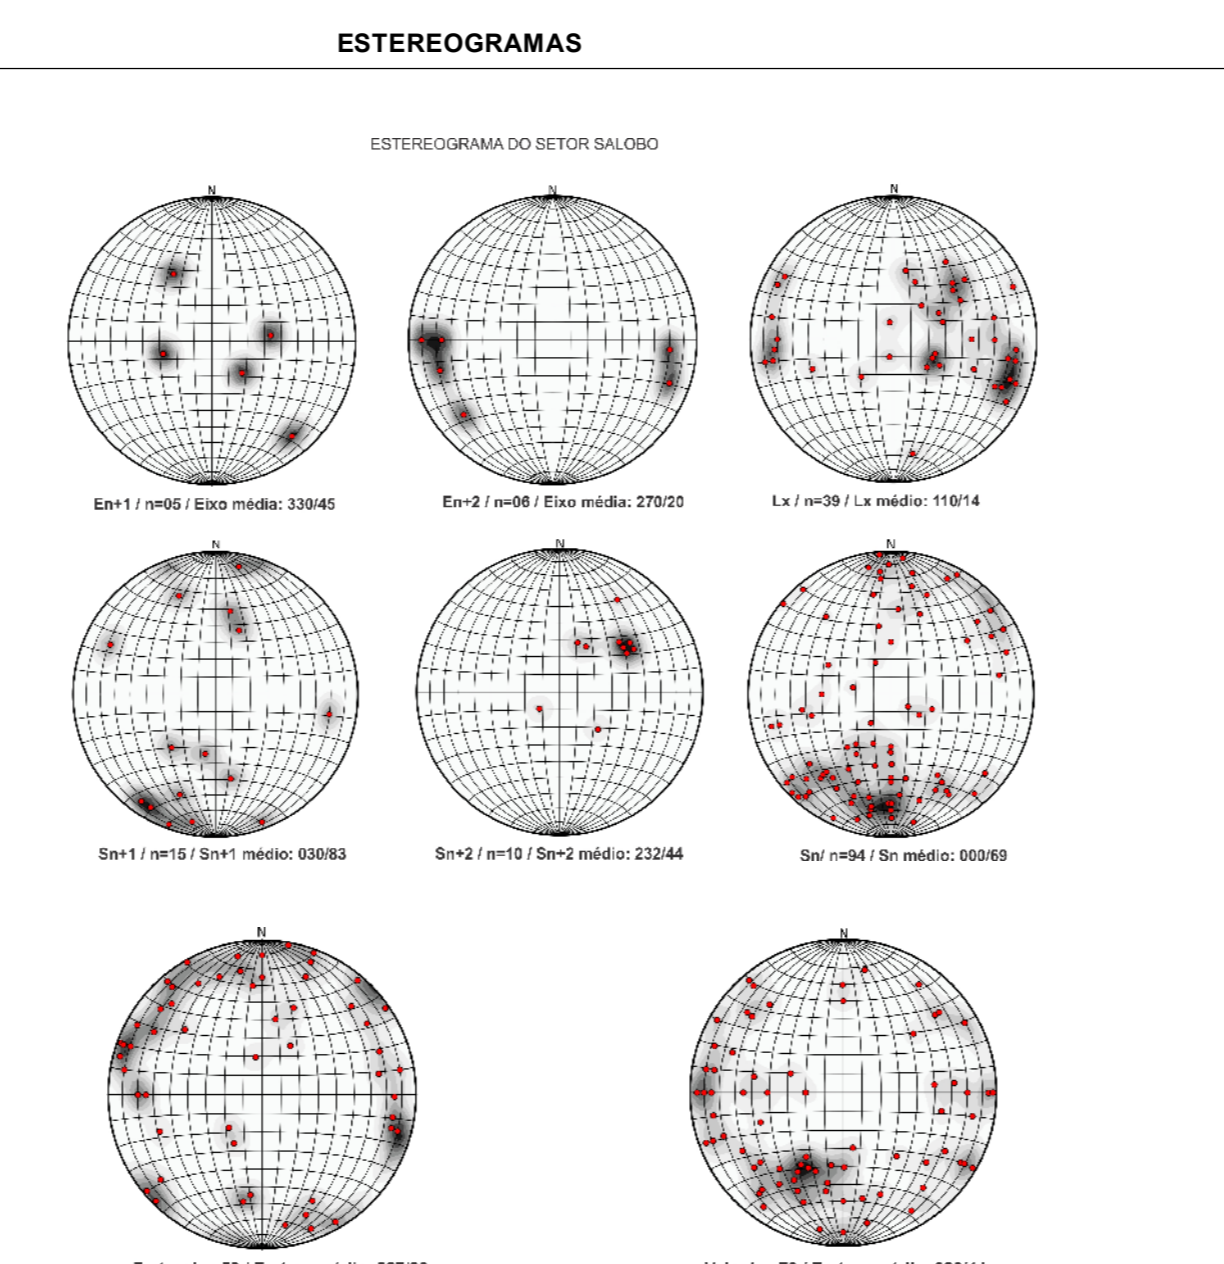 ESTEREOGRAMAS
ESTEREOGRAMA DO SETOR SALOBO
N N N
En+1 / n=05 / Eixo média: 330/45 En+2 / n=06 / Eixo média: 270/20 Lx / n=39 / Lx médio: 110/14
N N N
Sn+1 / n=15 / Sn+1 médio: 030/83 Sn+2 / n=10 / Sn+2 médio: 232/44 Sn/ n=94 / Sn médio: 000/69
N N